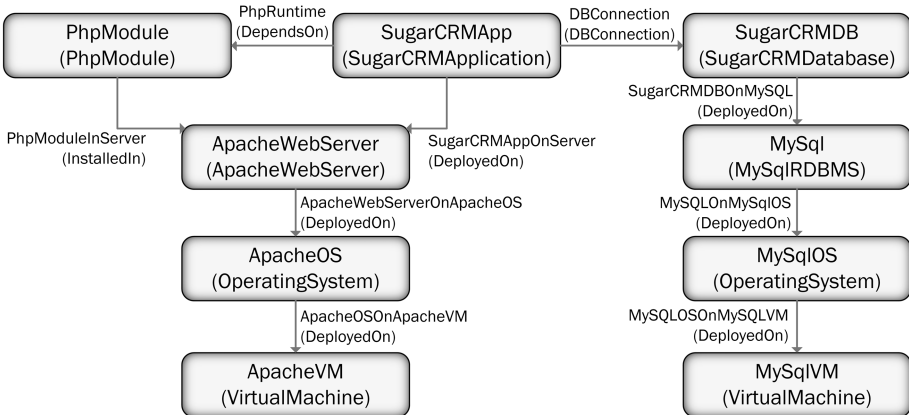 PhpModule
(PhpModule)
PhpRuntime
(DependsOn)
SugarCRMApp
(SugarCRMApplication)
DBConnection
(DBConnection)
SugarCRMDB
(SugarCRMDatabase)
PhpModuleInServer
(InstalledIn)
SugarCRMAppOnServer
(DeployedOn)
SugarCRMDBOnMySQL
(DeployedOn)
ApacheWebServer
(ApacheWebServer)
MySql
(MySqlRDBMS)
ApacheWebServerOnApacheOS
(DeployedOn)
MySQLOnMySqlOS
(DeployedOn)
ApacheOS
(OperatingSystem)
MySqlOS
(OperatingSystem)
ApacheOSOnApacheVM
(DeployedOn)
MySQLOSOnMySQLVM
(DeployedOn)
ApacheVM
(VirtualMachine)
MySqlVM
(VirtualMachine)